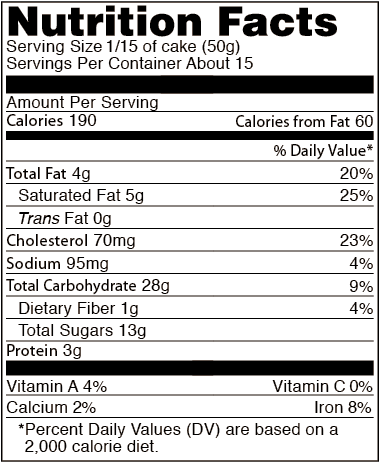 Nutrition Facts
Serving Size 1/15 of cake (50g)
Servings Per Container About 15
Amount Per Serving
Calories 190 Calories from Fat 60
% Daily Value*
Total Fat 4g 20%
Saturated Fat 5g 25%
Trans Fat 0g
Cholesterol 70mg 23%
Sodium 95mg 4%
Total Carbohydrate 28g 9%
Dietary Fiber 1g 4%
Total Sugars 13g
Protein 3g
Vitamin A 4% Vitamin C 0%
Calcium 2% Iron 8%
*Percent Daily Values (DV) are based on a
2,000 calorie diet.